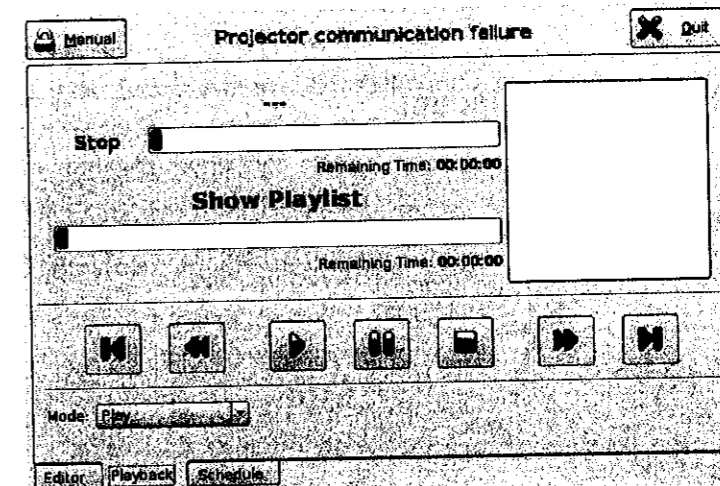 Manual Projector communication failure Quit
---
Stop
Remaining Time: 00:00:00
Show Playlist
Remaining Time: 00:00:00
Mode: Play
Editor Playback Schedule